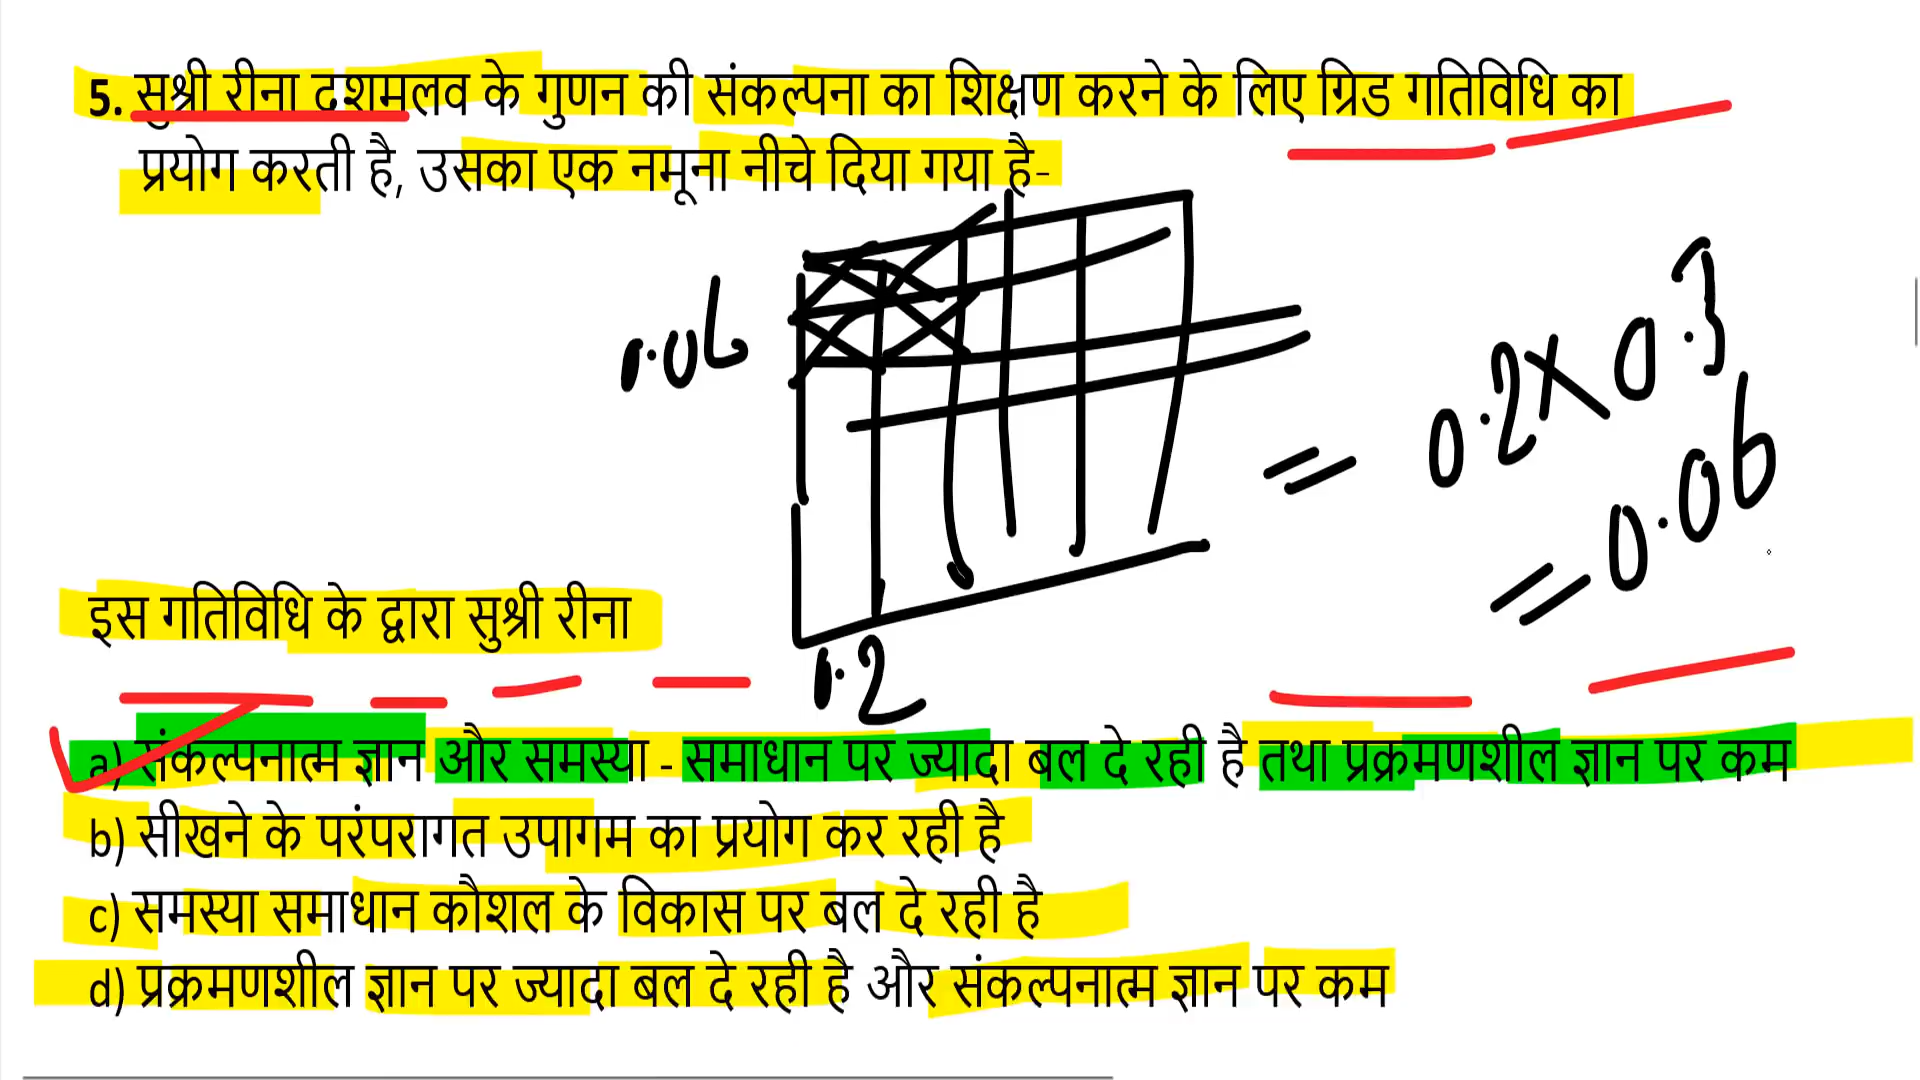 5. सुश्री रीना दशमलव के गुणन की संकल्पना का शिक्षण करने के लिए ग्रिड गतिविधि का
प्रयोग करती है, उसका एक नमूना नीचे दिया गया है-
0.06
= 0.2 × 0.3
= 0.06
0.2
इस गतिविधि के द्वारा सुश्री रीना
a) संकल्पनात्म ज्ञान और समस्या - समाधान पर ज्यादा बल दे रही है तथा प्रक्रमणशील ज्ञान पर कम
b) सीखने के परंपरागत उपागम का प्रयोग कर रही है
c) समस्या समाधान कौशल के विकास पर बल दे रही है
d) प्रक्रमणशील ज्ञान पर ज्यादा बल दे रही है और संकल्पनात्म ज्ञान पर कम